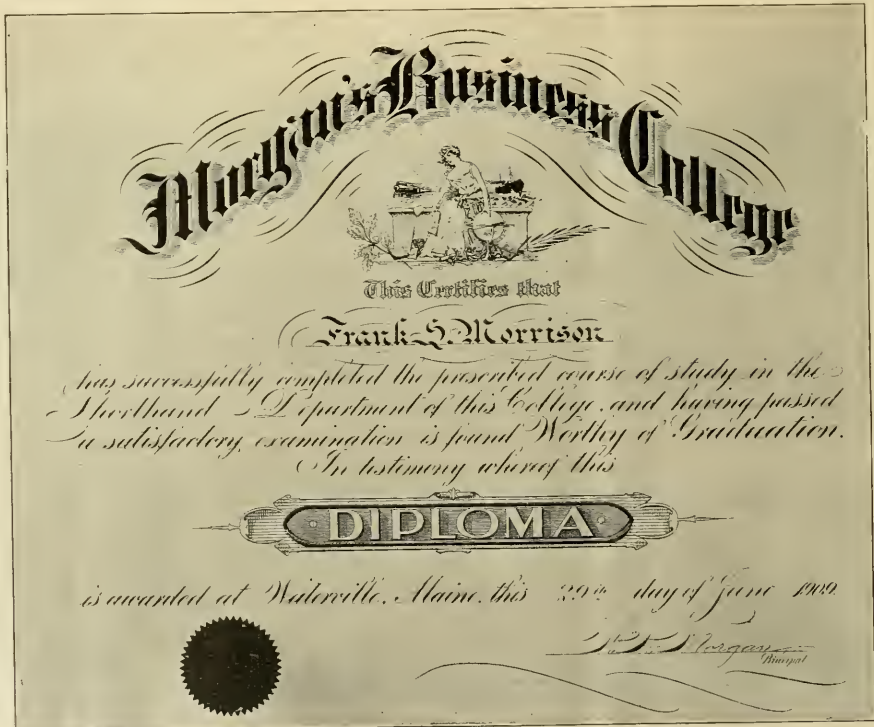 Morgan's Business College
This Certifies that
Frank S. Morrison
has successfully completed the prescribed course of study in the
Shorthand Department of this College, and having passed
a satisfactory examination is found Worthy of Graduation.
In testimony whereof this
DIPLOMA
is awarded at Waterville, Maine, this 29th day of June 1909.
Morgan
Principal